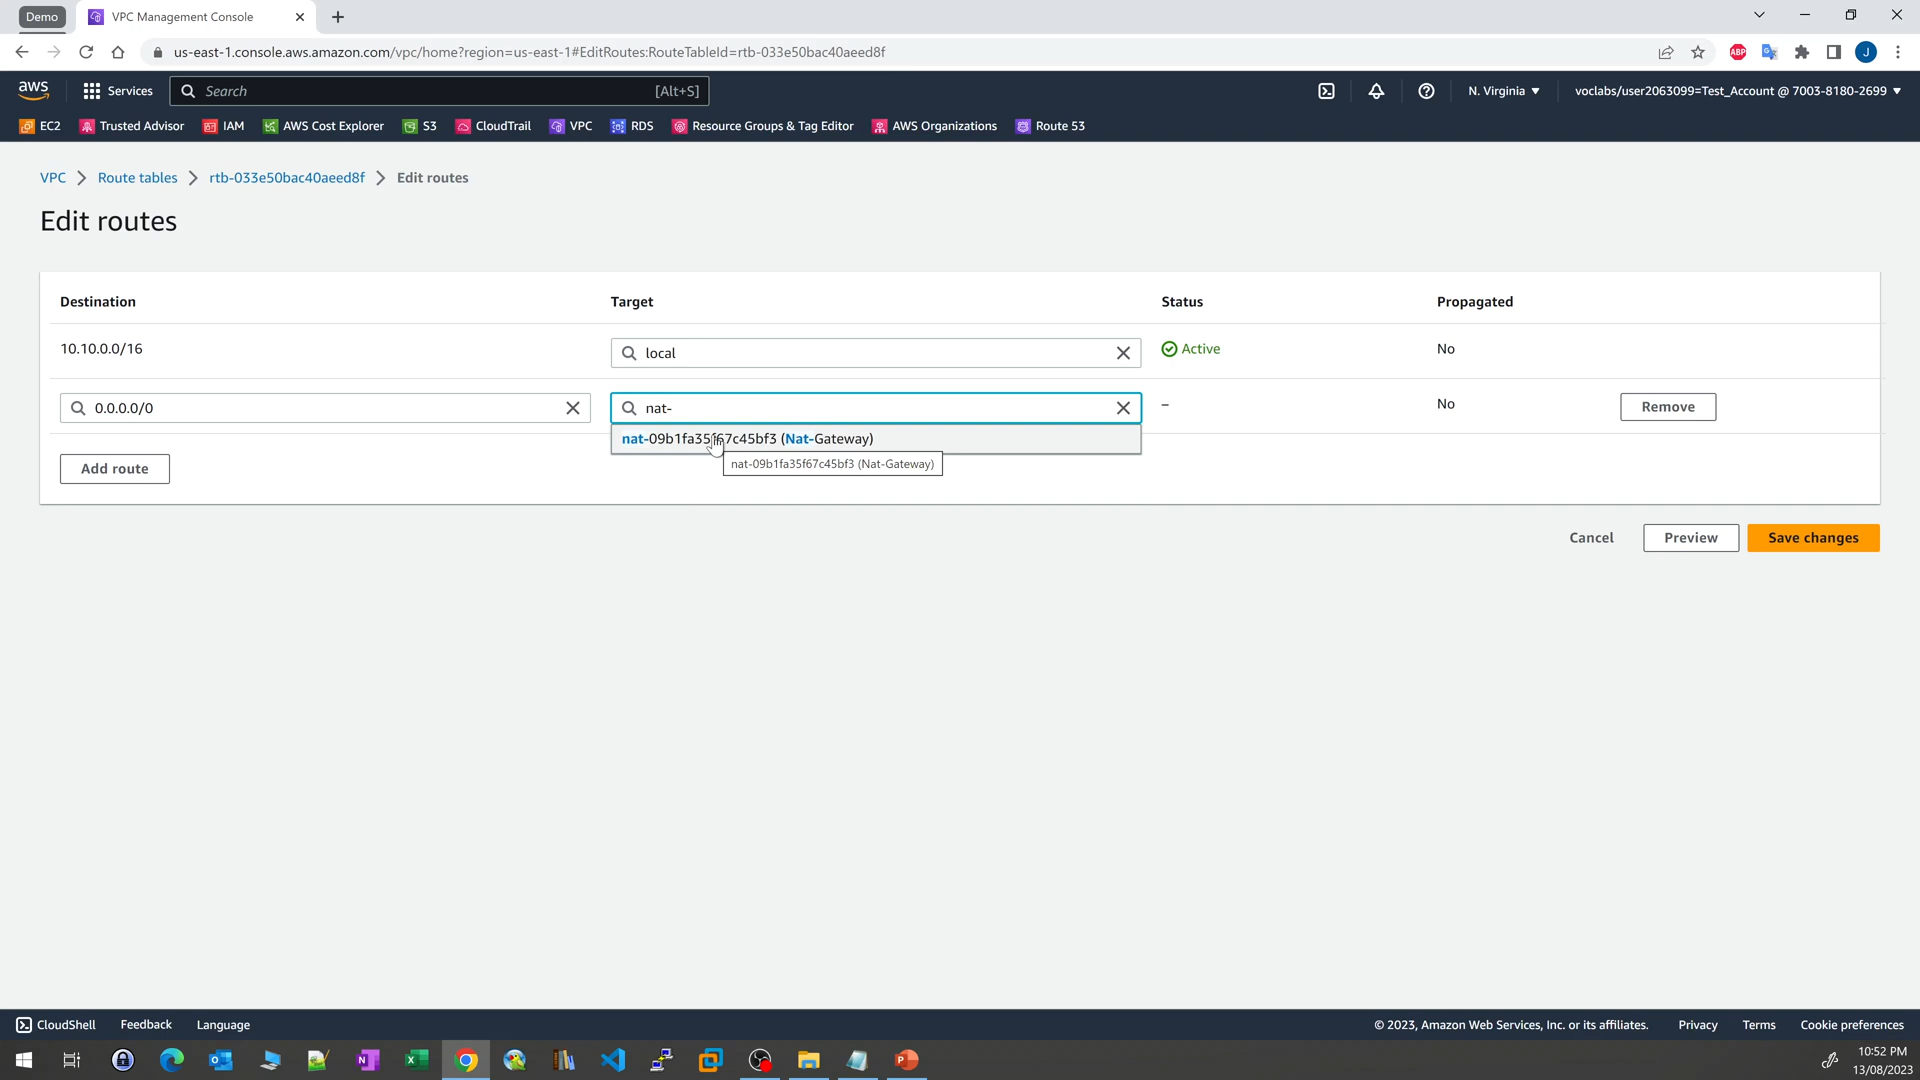 Demo
VPC Management Console
us-east-1.console.aws.amazon.com/vpc/home?region=us-east-1#EditRoutes:RouteTableId=rtb-033e50bac40aeed8f
ABP
J
aws
Services
Search
[Alt+S]
N. Virginia
voclabs/user2063099=Test_Account @ 7003-8180-2699
EC2
Trusted Advisor
IAM
AWS Cost Explorer
S3
CloudTrail
VPC
RDS
Resource Groups & Tag Editor
AWS Organizations
Route 53
VPC > Route tables > rtb-033e50bac40aeed8f > Edit routes
Edit routes
Destination Target Status Propagated
10.10.0.0/16 local Active No
0.0.0.0/0 nat- – No Remove
nat-09b1fa35f67c45bf3 (Nat-Gateway)
nat-09b1fa35f67c45bf3 (Nat-Gateway)
Add route
Cancel Preview Save changes
CloudShell Feedback Language
© 2023, Amazon Web Services, Inc. or its affiliates. Privacy Terms Cookie preferences
10:52 PM
13/08/2023